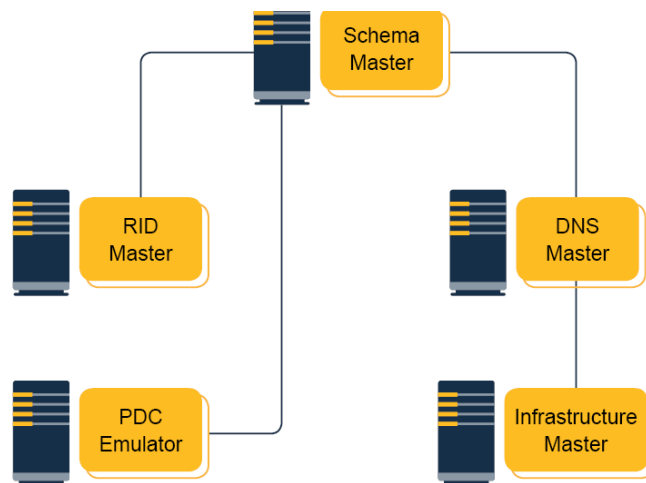 Schema
Master
RID
Master
DNS
Master
PDC
Emulator
Infrastructure
Master